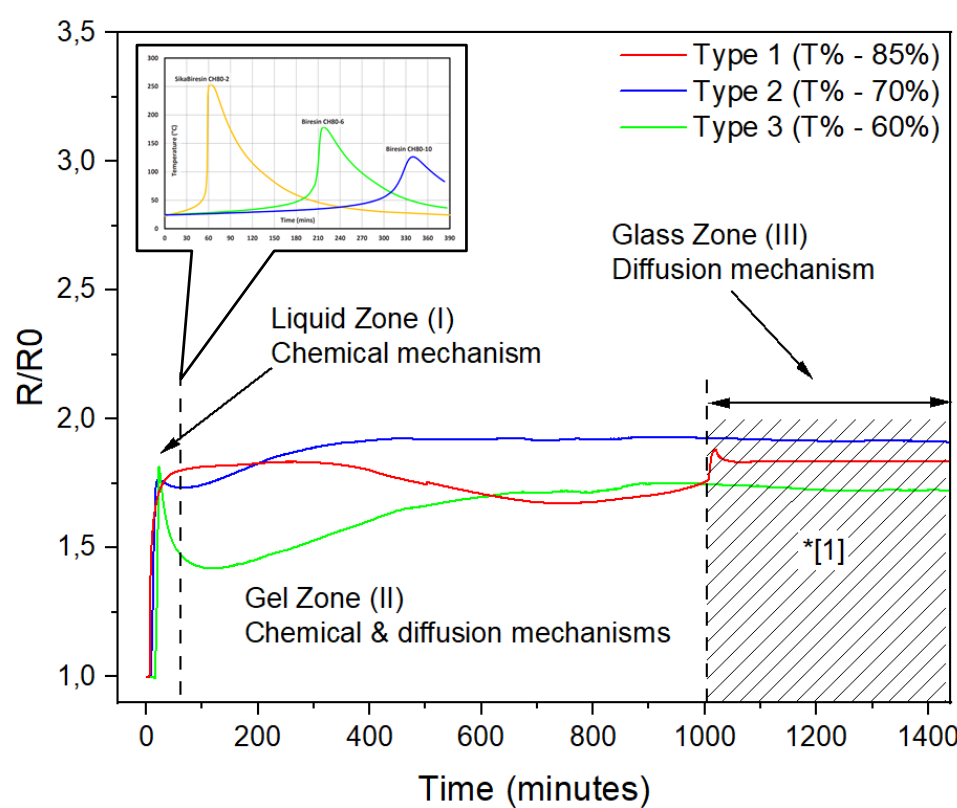 3,5
3,0
2,5
2,0
1,5
1,0
R/R0
0
200
400
600
800
1000
1200
1400
Time (minutes)
Type 1 (T% - 85%)
Type 2 (T% - 70%)
Type 3 (T% - 60%)
300
250
200
150
100
50
0
Temperature (°C)
SikaBiresin CH80-2
Biresin CH80-6
Biresin CH80-10
Time (mins)
0
30
60
90
120
150
180
210
240
270
300
330
360
390
Liquid Zone (I)
Chemical mechanism
Glass Zone (III)
Diffusion mechanism
Gel Zone (II)
Chemical & diffusion mechanisms
*[1]